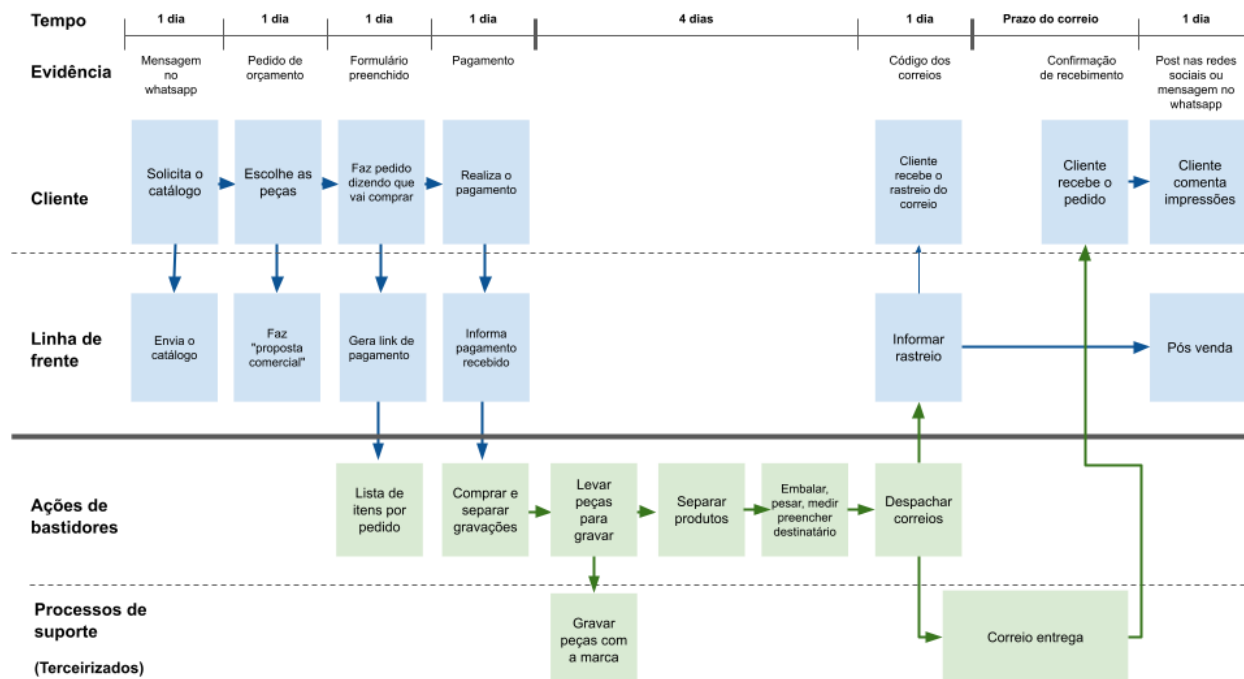 Tempo
1 dia
1 dia
1 dia
1 dia
4 dias
1 dia
Prazo do correio
1 dia
Evidência
Mensagem
no
whatsapp
Pedido de
orçamento
Formulário
preenchido
Pagamento
Código dos
correios
Confirmação
de recebimento
Post nas redes
sociais ou
mensagem no
whatsapp
Cliente
Solicita o
catálogo
Escolhe as
peças
Faz pedido
dizendo que
vai comprar
Realiza o
pagamento
Cliente
recebe o
rastreio do
correio
Cliente
recebe o
pedido
Cliente
comenta
impressões
Linha de
frente
Envia o
catálogo
Faz
"proposta
comercial"
Gera link de
pagamento
Informa
pagamento
recebido
Informar
rastreio
Pós venda
Ações de
bastidores
Lista de
itens por
pedido
Comprar e
separar
gravações
Levar
peças
para
gravar
Separar
produtos
Embalar,
pesar, medir
preencher
destinatário
Despachar
correios
Processos de
suporte
(Terceirizados)
Gravar
peças com
a marca
Correio entrega